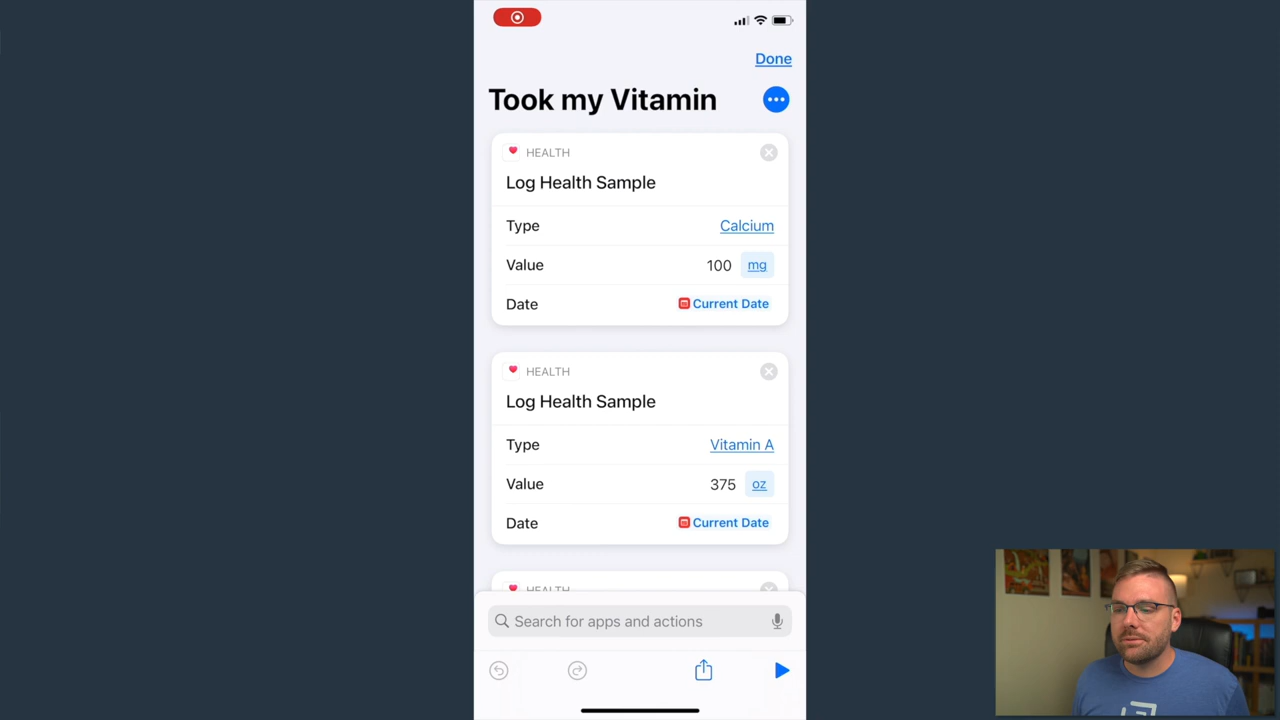 Done
Took my Vitamin
HEALTH
Log Health Sample
Type Calcium
Value 100 mg
Date Current Date
HEALTH
Log Health Sample
Type Vitamin A
Value 375 oz
Date Current Date
HEALTH
Search for apps and actions